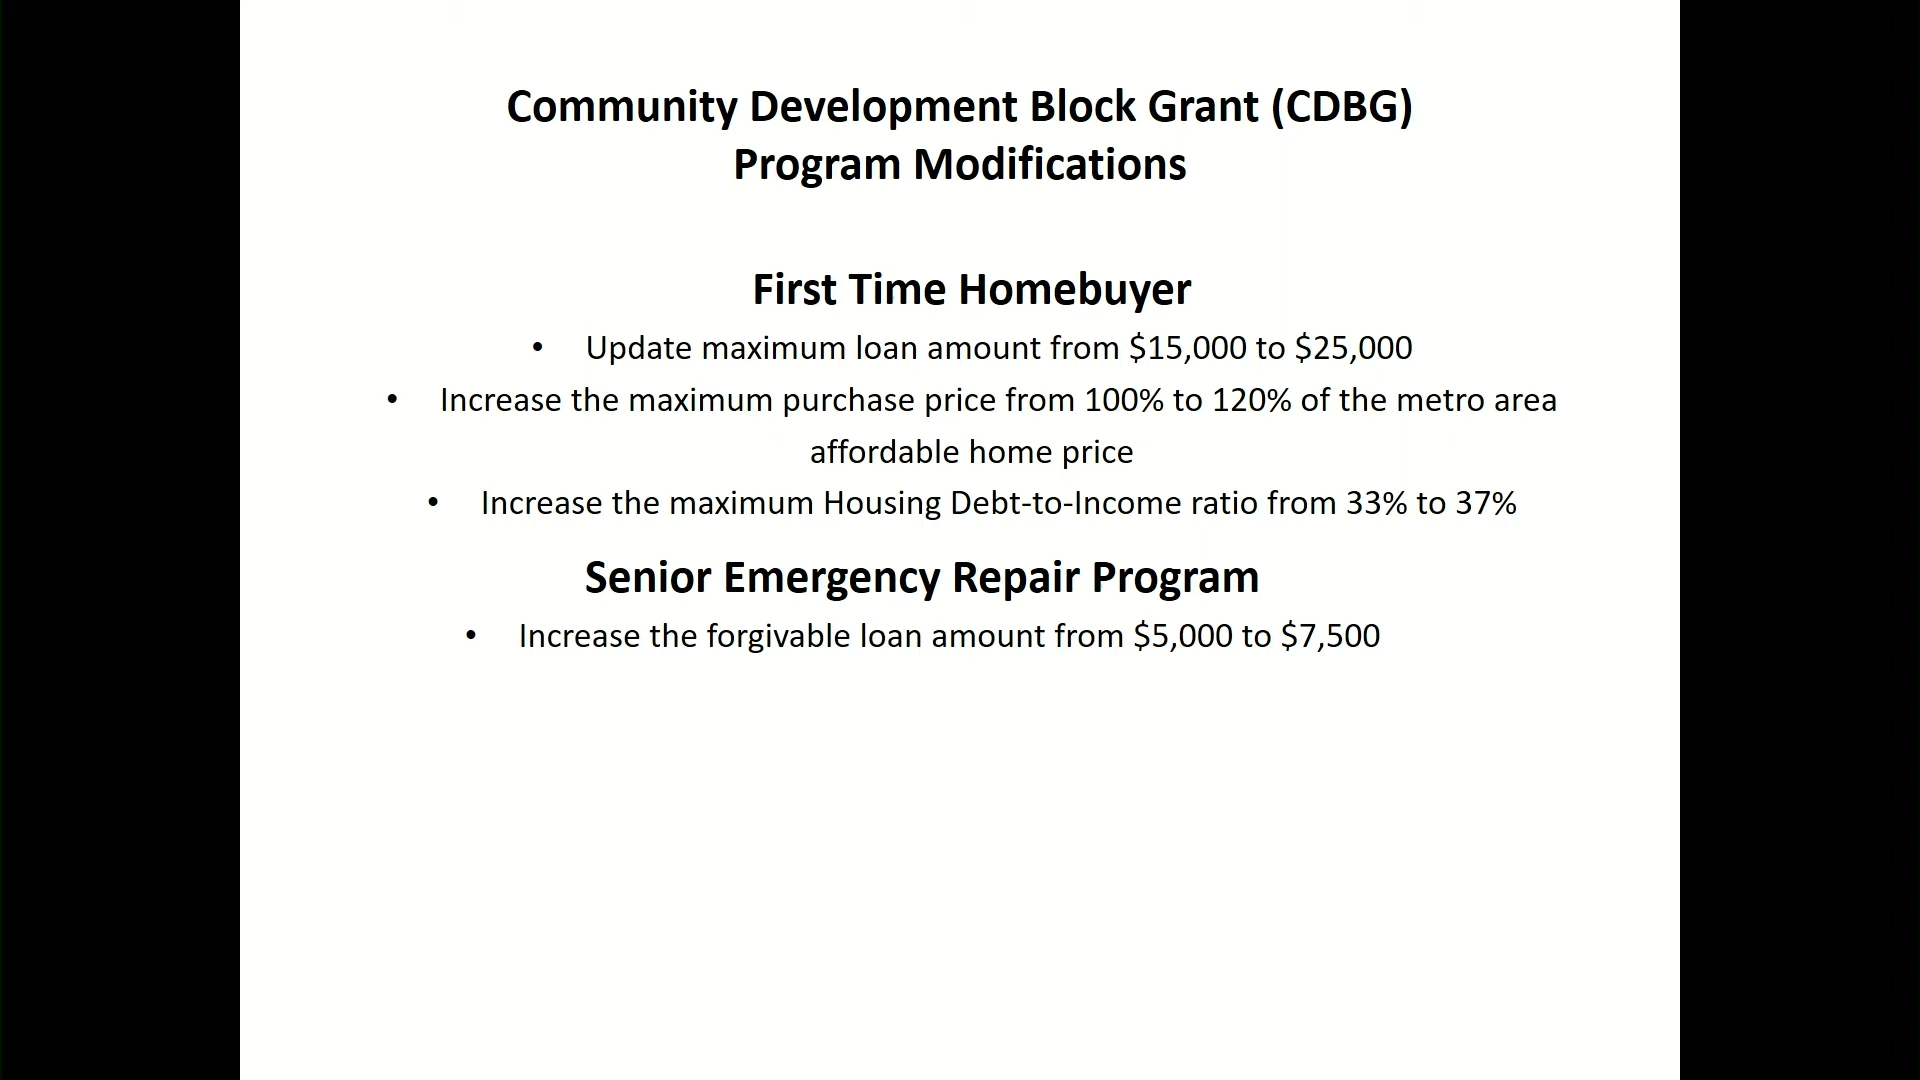 Community Development Block Grant (CDBG)
Program Modifications
First Time Homebuyer
• Update maximum loan amount from $15,000 to $25,000
• Increase the maximum purchase price from 100% to 120% of the metro area
affordable home price
• Increase the maximum Housing Debt-to-Income ratio from 33% to 37%
Senior Emergency Repair Program
• Increase the forgivable loan amount from $5,000 to $7,500